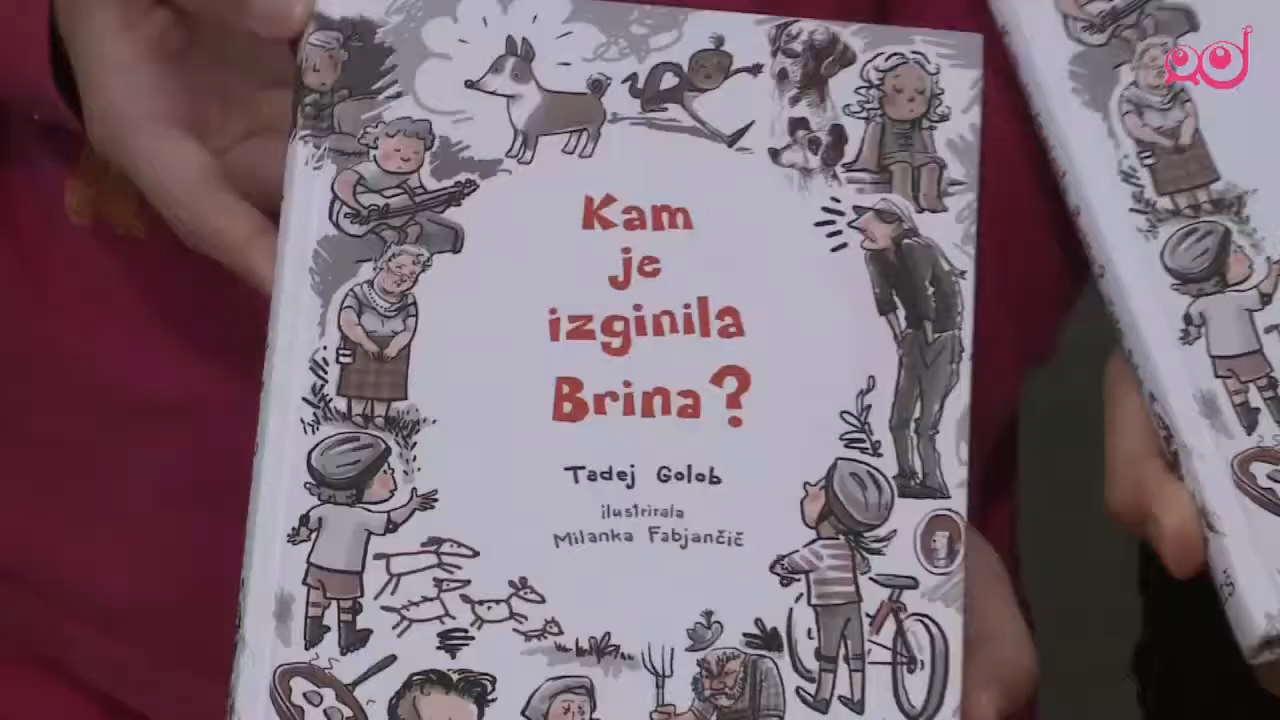 Kam
je
izginila
Brina?
Tadej Golob
ilustrirala
Milanka Fabjančič